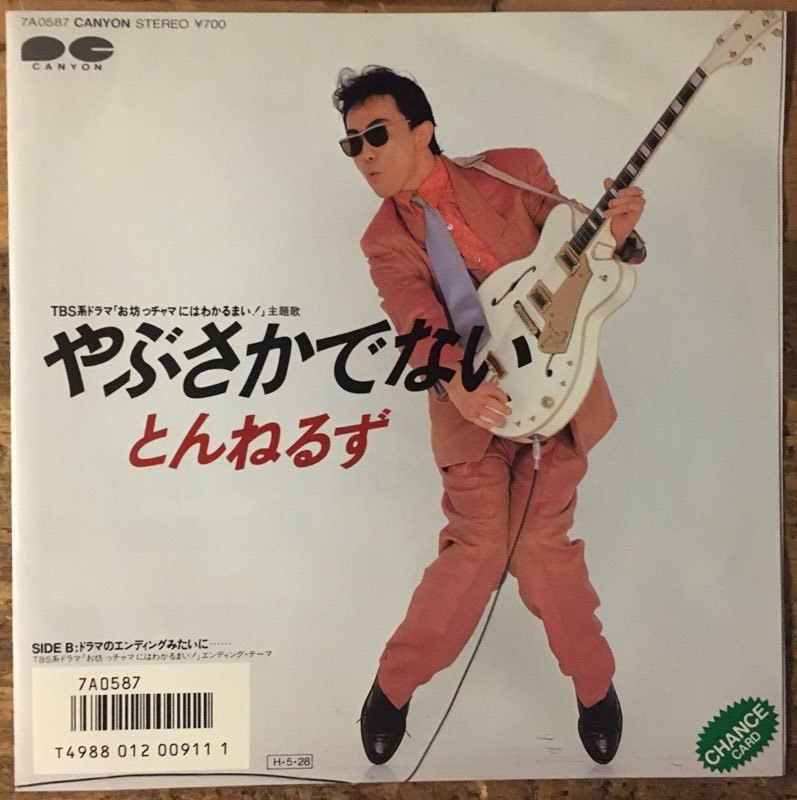 7A0587 CANYON STEREO ¥700
PC
CANYON
TBS系ドラマ「お坊っチャマにはわかるまい!」主題歌
やぶさかでない
とんねるず
SIDE B:ドラマのエンディングみたいに……
TBS系ドラマ「お坊っチャマにはわかるまい!」エンディング・テーマ
7A0587
T4988 012 00911 1
H・5・28
CHANCE
CARD